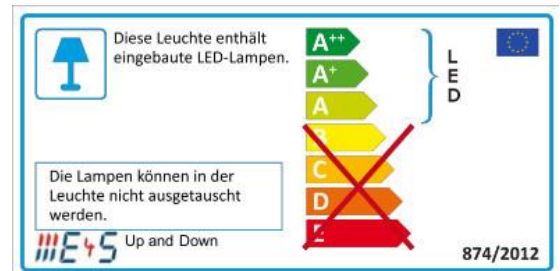 Diese Leuchte enthält
eingebaute LED-Lampen.
A++
A+
A
B
C
D
E
L
E
D
Die Lampen können in der
Leuchte nicht ausgetauscht
werden.
E4S Up and Down
874/2012